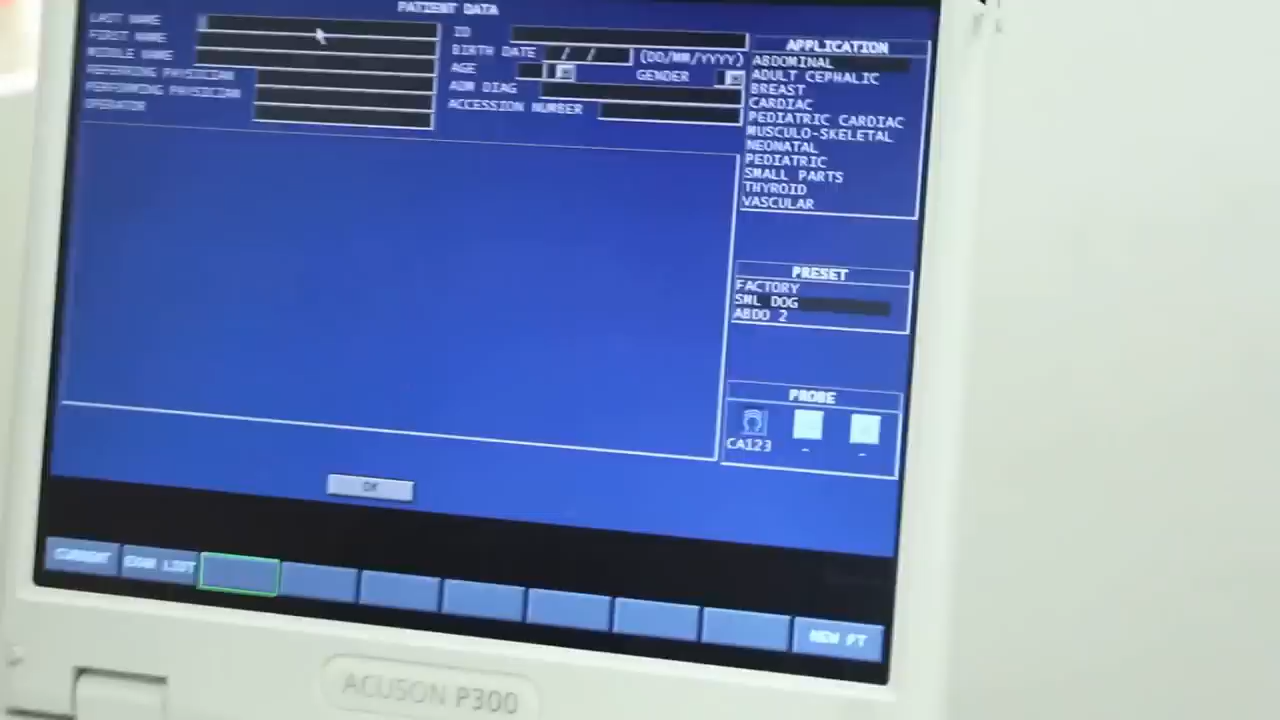 PATIENT DATA
LAST NAME
FIRST NAME
MIDDLE NAME
REFERRING PHYSICIAN
PERFORMING PHYSICIAN
OPERATOR
ID
BIRTH DATE / / (DD/MM/YYYY)
AGE
GENDER
ADM DIAG
ACCESSION NUMBER
APPLICATION
ABDOMINAL
ADULT CEPHALIC
BREAST
CARDIAC
PEDIATRIC CARDIAC
MUSCULO-SKELETAL
NEONATAL
PEDIATRIC
SMALL PARTS
THYROID
VASCULAR
PRESET
FACTORY
SML DOG
ABDO 2
PROBE
CA123
- -
OK
CURRENT
EXAM LIST
NEW PT
ACUSON P300